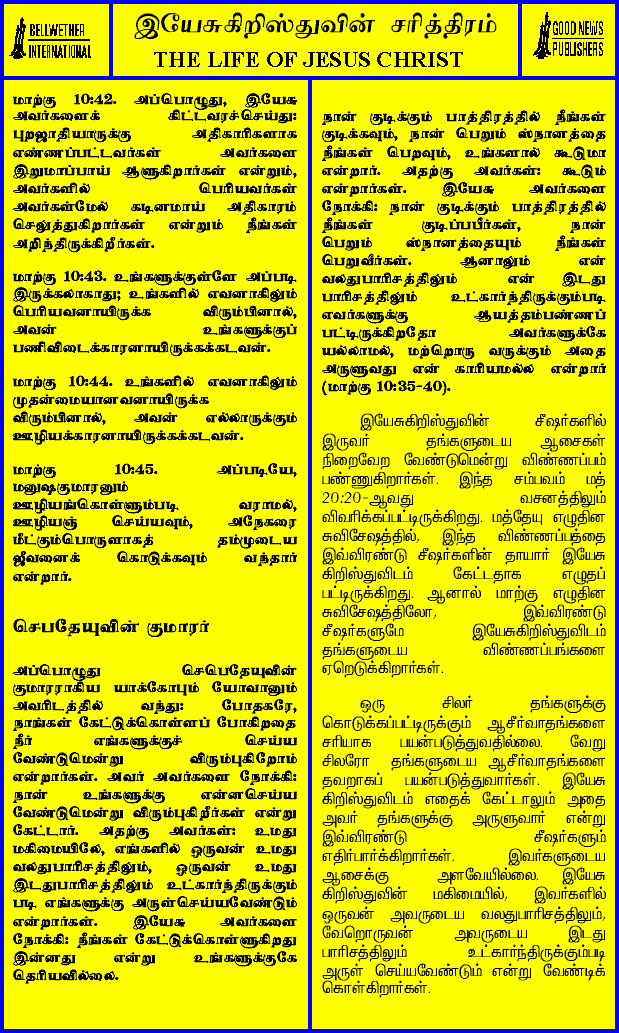 BELLWETHER
INTERNATIONAL
இயேசுகிறிஸ்துவின் சரித்திரம்
THE LIFE OF JESUS CHRIST
GOOD NEWS
PUBLISHERS
மாற்கு 10:42. அப்பொழுது, இயேசு
அவர்களைக் கிட்டவரச்செய்து:
புறஜாதியாருக்கு அதிகாரிகளாக
எண்ணப்பட்டவர்கள் அவர்களை
இறுமாப்பாய் ஆளுகிறார்கள் என்றும்,
அவர்களில் பெரியவர்கள்
அவர்கள்மேல் கடினமாய் அதிகாரம்
செலுத்துகிறார்கள் என்றும் நீங்கள்
அறிந்திருக்கிறீர்கள்.
மாற்கு 10:43. உங்களுக்குள்ளே அப்படி
இருக்கலாகாது; உங்களில் எவனாகிலும்
பெரியவனாயிருக்க விரும்பினால்,
அவன் உங்களுக்குப்
பணிவிடைக்காரனாயிருக்கக்கடவன்.
மாற்கு 10:44. உங்களில் எவனாகிலும்
முதன்மையானவனாயிருக்க
விரும்பினால், அவன் எல்லாருக்கும்
ஊழியக்காரனாயிருக்கக்கடவன்.
மாற்கு 10:45. அப்படியே,
மனுஷகுமாரனும்
ஊழியங்கொள்ளும்படி வராமல்,
ஊழியஞ் செய்யவும், அநேகரை
மீட்கும்பொருளாகத் தம்முடைய
ஜீவனைக் கொடுக்கவும் வந்தார்
என்றார்.
செபதேயுவின் குமாரர்
அப்பொழுது செபெதேயுவின்
குமாரராகிய யாக்கோபும் யோவானும்
அவரிடத்தில் வந்து: போதகரே,
நாங்கள் கேட்டுக்கொள்ளப் போகிறதை
நீர் எங்களுக்குச் செய்ய
வேண்டுமென்று விரும்புகிறோம்
என்றார்கள். அவர் அவர்களை நோக்கி:
நான் உங்களுக்கு என்னசெய்ய
வேண்டுமென்று விரும்புகிறீர்கள் என்று
கேட்டார். அதற்கு அவர்கள்: உமது
மகிமையிலே, எங்களில் ஒருவன் உமது
வலதுபாரிசத்திலும், ஒருவன் உமது
இடதுபாரிசத்திலும் உட்கார்ந்திருக்கும்
படி எங்களுக்கு அருள்செய்யவேண்டும்
என்றார்கள். இயேசு அவர்களை
நோக்கி: நீங்கள் கேட்டுக்கொள்ளுகிறது
இன்னது என்று உங்களுக்குகே
தெரியவில்லை.
நான் குடிக்கும் பாத்திரத்தில் நீங்கள்
குடிக்கவும், நான் பெறும் ஸ்நானத்தை
நீங்கள் பெறவும், உங்களால் கூடுமா
என்றார். அதற்கு அவர்கள்: கூடும்
என்றார்கள். இயேசு அவர்களை
நோக்கி: நான் குடிக்கும் பாத்திரத்தில்
நீங்கள் குடிப்பபீர்கள், நான்
பெறும் ஸ்நானத்தையும் நீங்கள்
பெறுவீர்கள். ஆனாலும் என்
வலதுபாரிசத்திலும் என் இடது
பாரிசத்திலும் உட்கார்ந்திருக்கும்படி
எவர்களுக்கு ஆயத்தம்பண்ணப்
பட்டிருக்கிறதோ அவர்களுக்கே
யல்லாமல், மற்றொரு வருக்கும் அதை
அருளுவது என் காரியமல்ல என்றார்
(மாற்கு 10:35-40).
இயேசுகிறிஸ்துவின் சீஷர்களில்
இருவர் தங்களுடைய ஆசைகள்
நிறைவேற வேண்டுமென்று விண்ணப்பம்
பண்ணுகிறார்கள். இந்த சம்பவம் மத்
20:20-ஆவது வசனத்திலும்
விவரிக்கப்பட்டிருக்கிறது. மத்தேயு எழுதின
சுவிசேஷத்தில், இந்த விண்ணப்பத்தை
இவ்விரண்டு சீஷர்களின் தாயார் இயேசு
கிறிஸ்துவிடம் கேட்டதாக எழுதப்
பட்டிருக்கிறது. ஆனால் மாற்கு எழுதின
சுவிசேஷத்திலோ, இவ்விரண்டு
சீஷர்களுமே இயேசுகிறிஸ்துவிடம்
தங்களுடைய விண்ணப்பங்களை
ஏறெடுக்கிறார்கள்.
ஒரு சிலர் தங்களுக்கு
கொடுக்கப்பட்டிருக்கும் ஆசீர்வாதங்களை
சரியாக பயன்படுத்துவதில்லை. வேறு
சிலரோ தங்களுடைய ஆசீர்வாதங்களை
தவறாகப் பயன்படுத்துவார்கள். இயேசு
கிறிஸ்துவிடம் எதைக் கேட்டாலும் அதை
அவர் தங்களுக்கு அருளுவார் என்று
இவ்விரண்டு சீஷர்களும்
எதிர்பார்க்கிறார்கள். இவர்களுடைய
ஆசைக்கு அளவேயில்லை. இயேசு
கிறிஸ்துவின் மகிமையில், இவர்களில்
ஒருவன் அவருடைய வலதுபாரிசத்திலும்,
வேறொருவன் அவருடைய இடது
பாரிசத்திலும் உட்கார்ந்திருக்கும்படி
அருள் செய்யவேண்டும் என்று வேண்டிக்
கொள்கிறார்கள்.